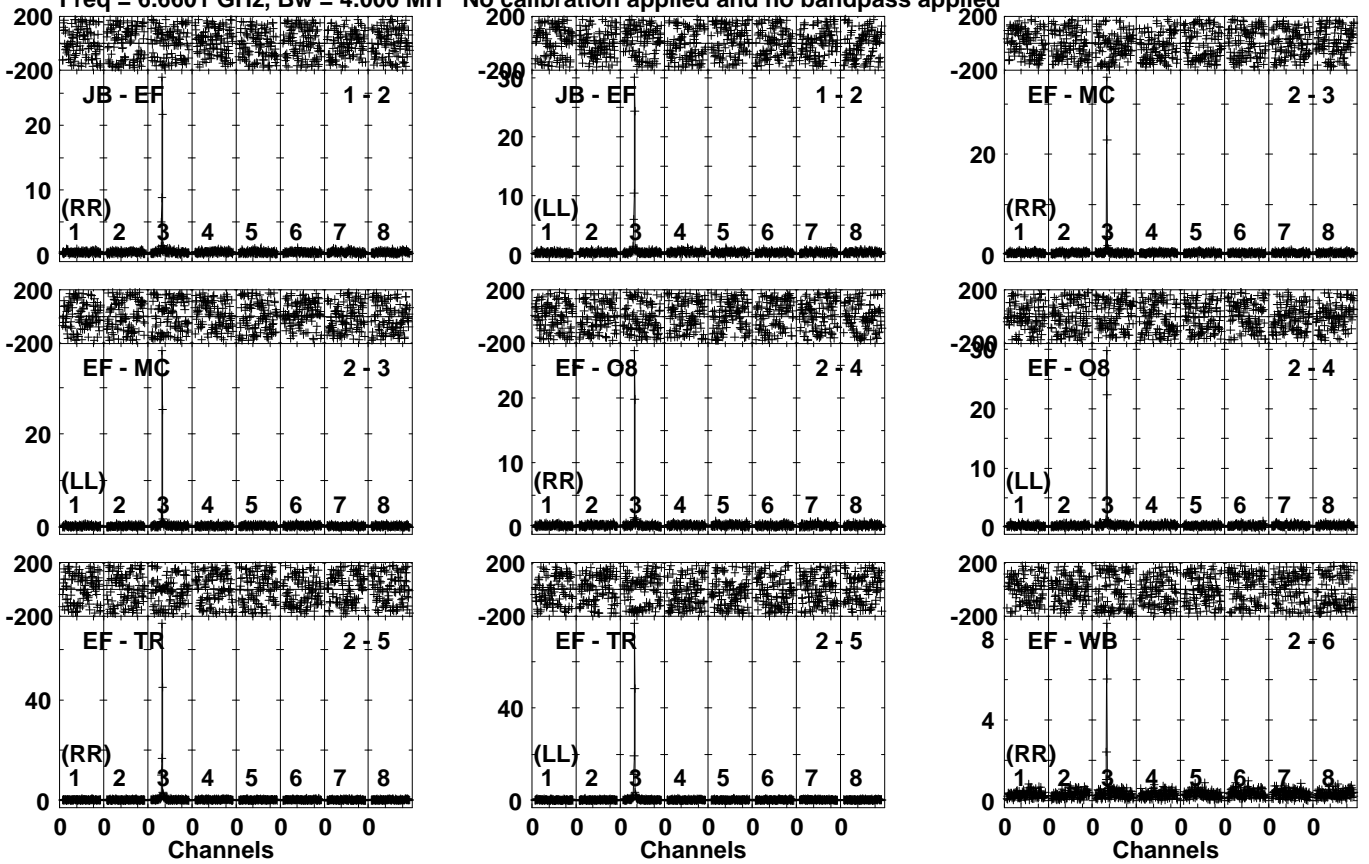 Freq = 6.6601 GHz, Bw = 4.000 MH No calibration applied and no bandpass applied
200 200 200
-200 -200 -200
30
JB - EF 1 - 2 JB - EF 1 - 2 EF - MC 2 - 3
20 20 20
10 10
(RR) (LL) (RR)
1 2 3 4 5 6 7 8 1 2 3 4 5 6 7 8 1 2 3 4 5 6 7 8
0 0 0
200 200 200
-200 -200 -200
30
EF - MC 2 - 3 EF - O8 2 - 4 EF - O8 2 - 4
20 20 20
10 10
(LL) (RR) (LL)
1 2 3 4 5 6 7 8 1 2 3 4 5 6 7 8 1 2 3 4 5 6 7 8
0 0 0
200 200 200
-200 -200 -200
EF - TR 2 - 5 EF - TR 2 - 5 EF - WB 2 - 6
8
40 40 4
(RR) (LL) (RR)
1 2 3 4 5 6 7 8 1 2 3 4 5 6 7 8 1 2 3 4 5 6 7 8
0 0 0
0 0 0 0 0 0 0 0 0 0 0 0 0 0 0 0 0 0 0 0 0 0 0 0
Channels Channels Channels